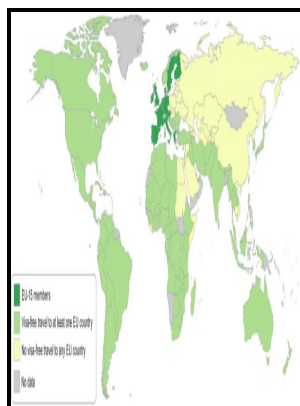 EU-15 members
Visa-free travel to at least one EU country
No visa-free travel to any EU country
No data